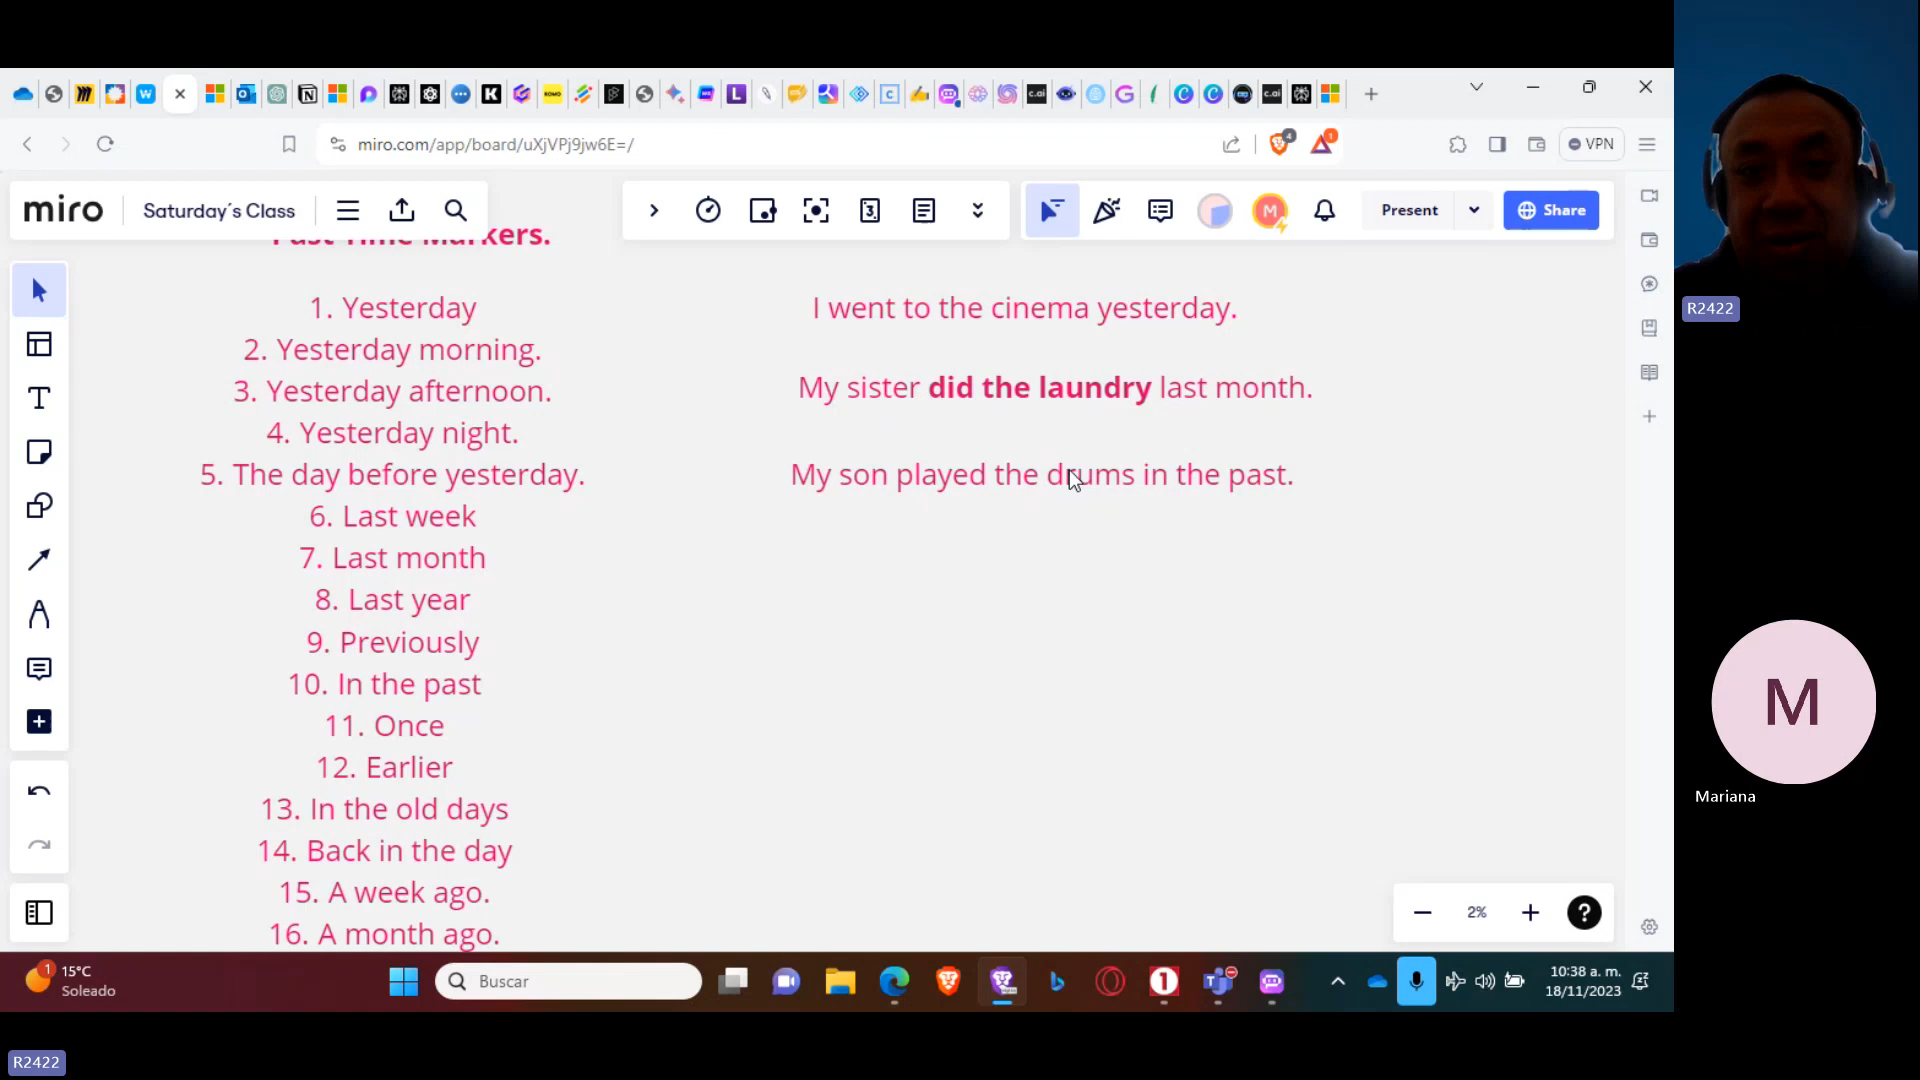 miro.com/app/board/uXjVPj9jw6E=/
VPN
miro
Saturday´s Class
Present
Share
Past Time Markers.
1. Yesterday
2. Yesterday morning.
3. Yesterday afternoon.
4. Yesterday night.
5. The day before yesterday.
6. Last week
7. Last month
8. Last year
9. Previously
10. In the past
11. Once
12. Earlier
13. In the old days
14. Back in the day
15. A week ago.
16. A month ago.
I went to the cinema yesterday.
My sister did the laundry last month.
My son played the drums in the past.
2%
R2422
M
Mariana
15°C
Soleado
Buscar
10:38 a. m.
18/11/2023
R2422